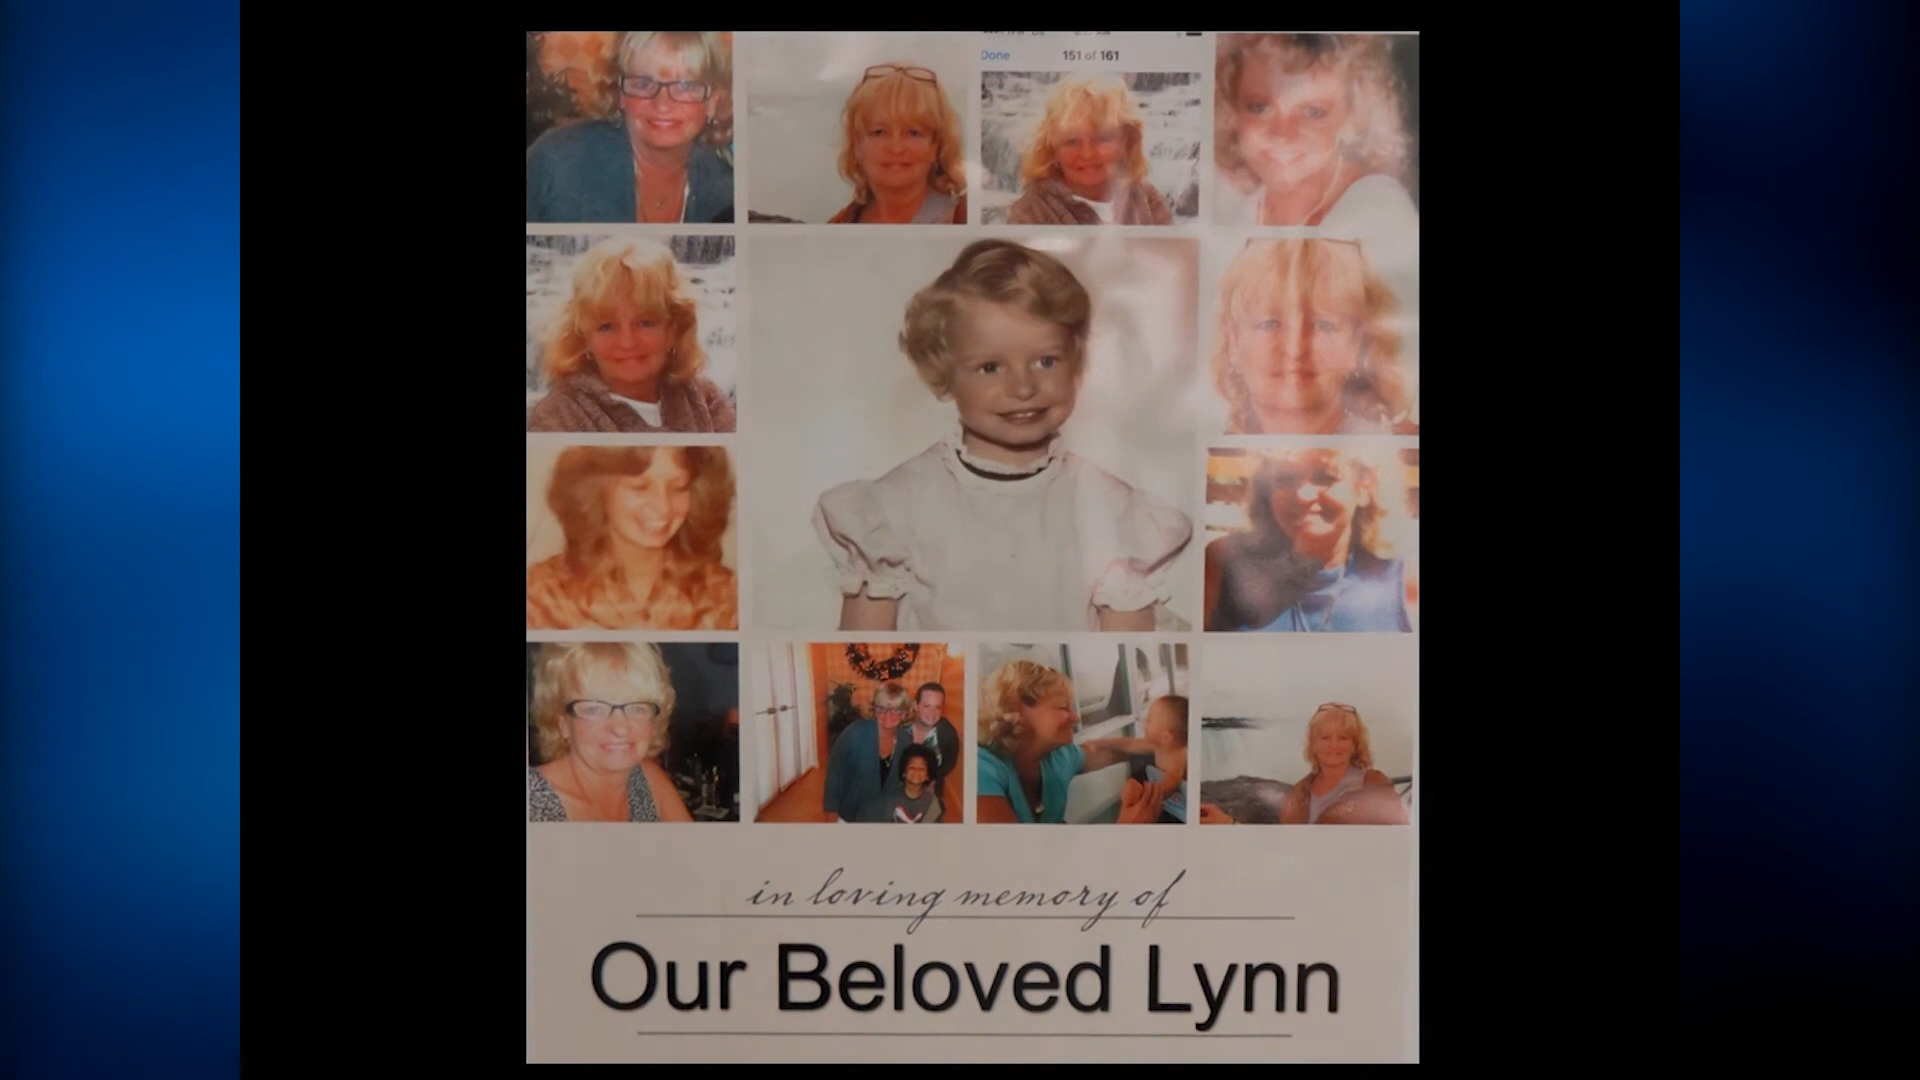 Done 151 of 161
in loving memory of
Our Beloved Lynn